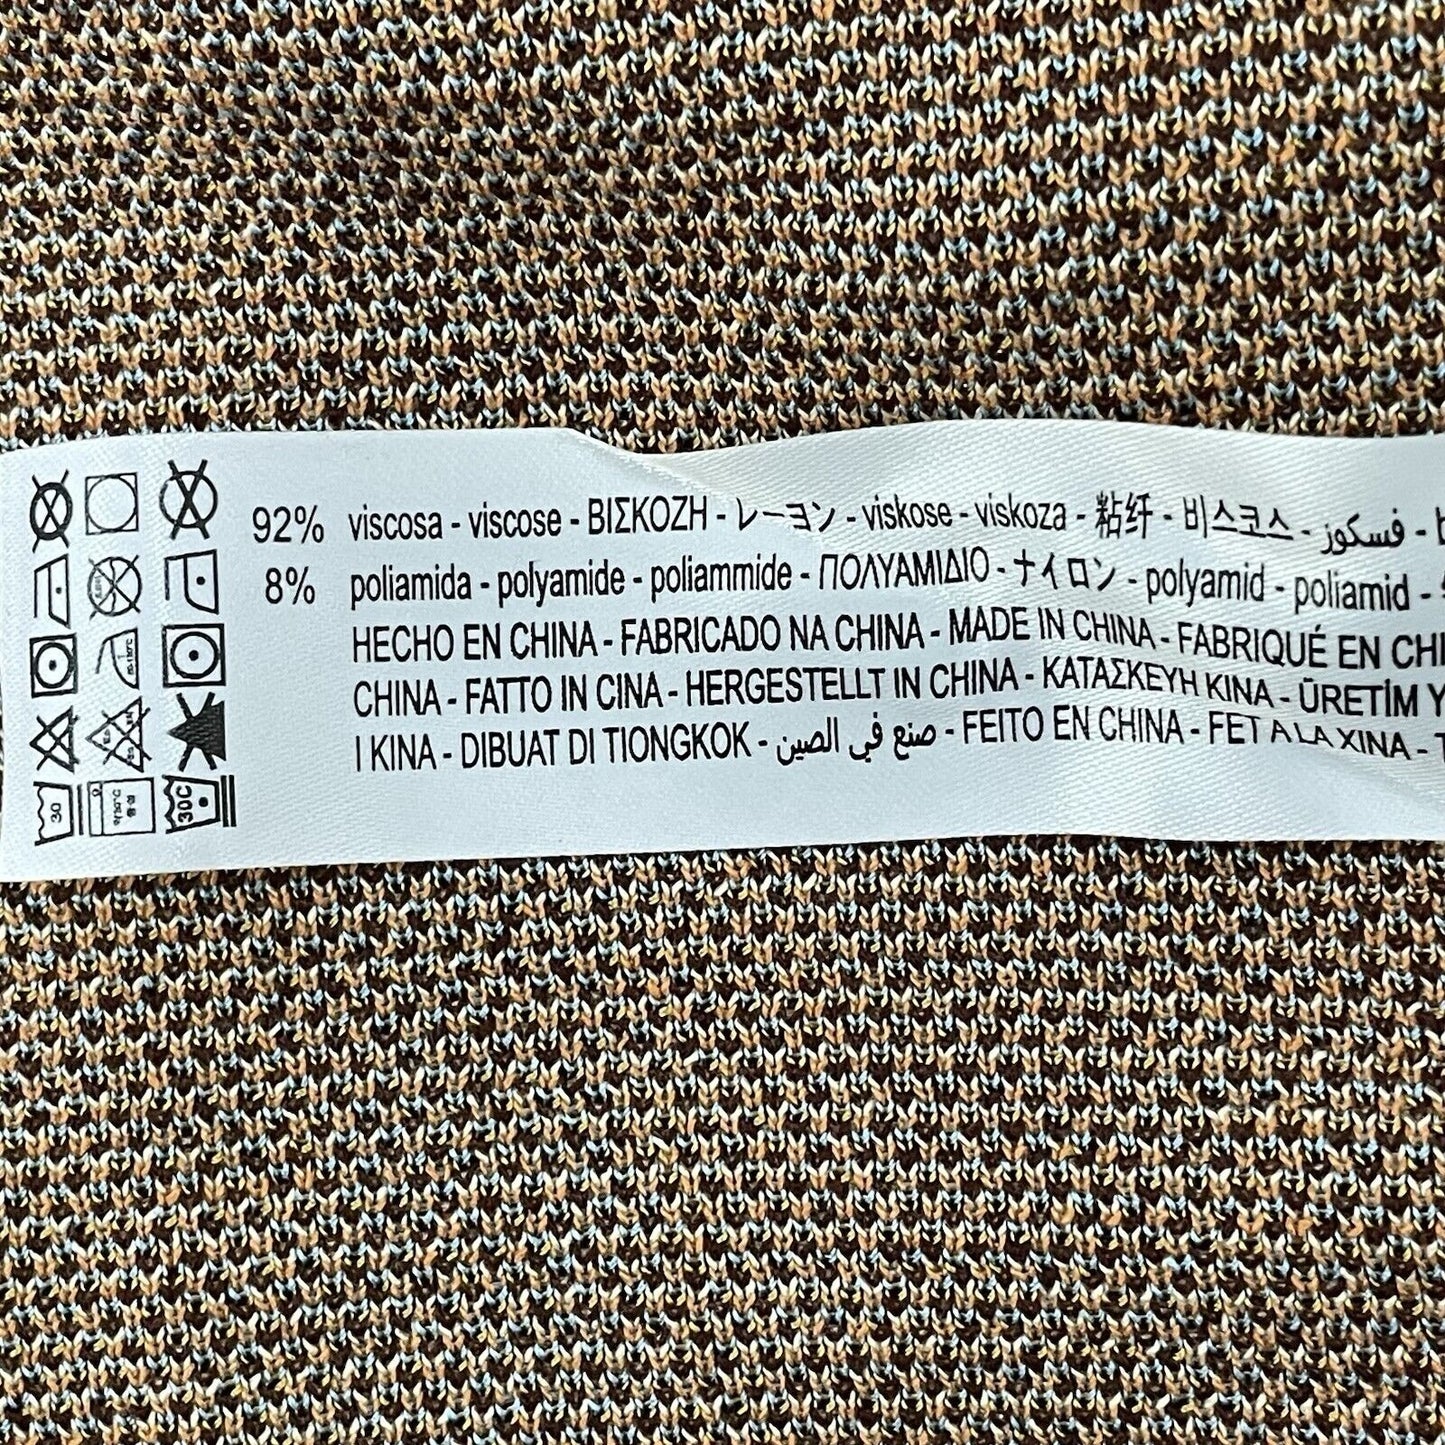 92% viscosa - viscose - ΒΙΣΚΟΖΗ - レーヨン - viskose - viskoza - 粘纤 - 비스코스 - فسكوز -
8% poliamida - polyamide - poliammide - ΠΟΛΥΑΜΙΔΙΟ - ナイロン - polyamid - poliamid -
HECHO EN CHINA - FABRICADO NA CHINA - MADE IN CHINA - FABRIQUÉ EN CHI
CHINA - FATTO IN CINA - HERGESTELLT IN CHINA - ΚΑΤΑΣΚΕΥΗ ΚΙΝΑ - ÜRETİM Y
I KINA - DIBUAT DI TIONGKOK - صنع في الصين - FEITO EN CHINA - FET A LA XINA -
30
30C